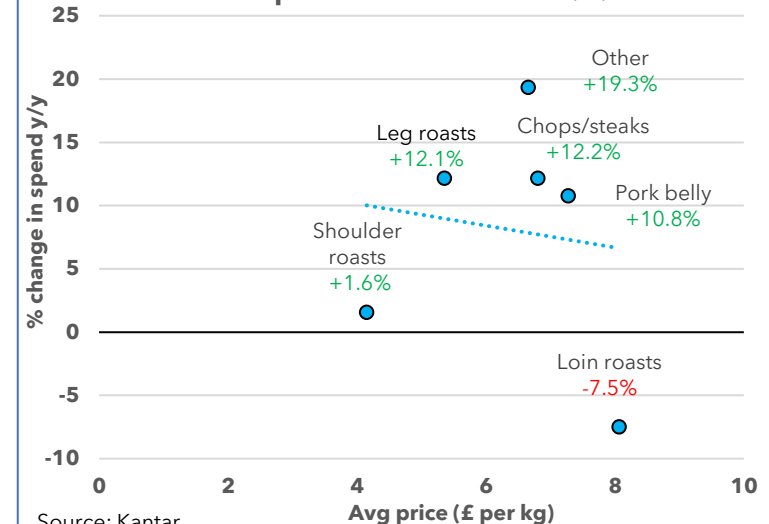 25
20
15
10
5
0
-5
-10
% change in spend y/y
Other
+19.3%
Chops/steaks
+12.2%
Leg roasts
+12.1%
Pork belly
+10.8%
Shoulder
roasts
+1.6%
Loin roasts
-7.5%
0 2 4 6 8 10
Avg price (£ per kg)
Source: Kantar